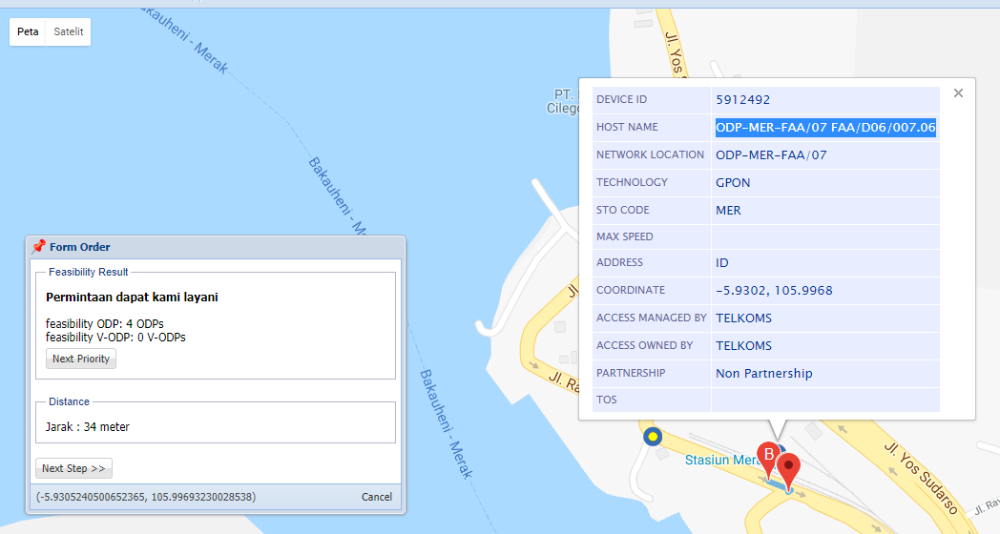 Peta
Satelit
Bakauheni - Merak
Jl. Yos
PT.
Cileg
Bakauheni - Me
DEVICE ID 5912492
HOST NAME ODP-MER-FAA/07 FAA/D06/007.06
NETWORK LOCATION ODP-MER-FAA/07
TECHNOLOGY GPON
STO CODE MER
MAX SPEED
ADDRESS ID
COORDINATE -5.9302, 105.9968
ACCESS MANAGED BY TELKOMS
ACCESS OWNED BY TELKOMS
PARTNERSHIP Non Partnership
TOS
Form Order
Feasibility Result
Permintaan dapat kami layani
feasibility ODP: 4 ODPs
feasibility V-ODP: 0 V-ODPs
Next Priority
Distance
Jarak : 34 meter
Next Step >>
(-5.9305240500652365, 105.99693230028538)
Cancel
Bakauheni - Merak
Jl.
Jl. Ra
Stasiun Mera
B
Jl. Yos Sudarso
Jl. Ra